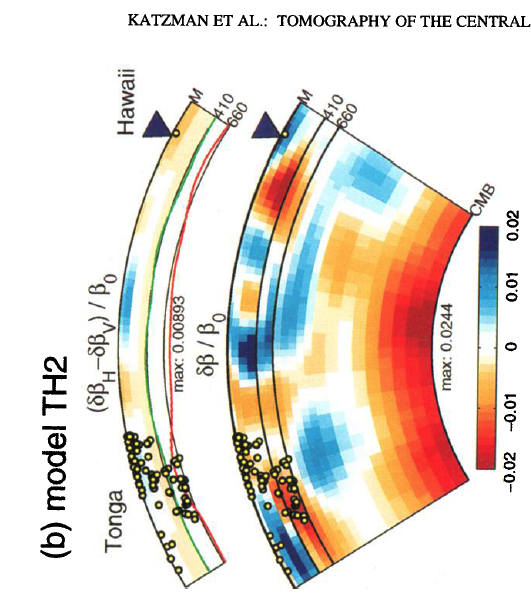 KATZMAN ET AL.: TOMOGRAPHY OF THE CENTRAL
(b) model TH2
Tonga
Hawaii
(δβH−δβV) / β0
M
410
660
max: 0.00893
δβ / β0
M
410
660
CMB
max: 0.0244
−0.02
−0.01
0
0.01
0.02